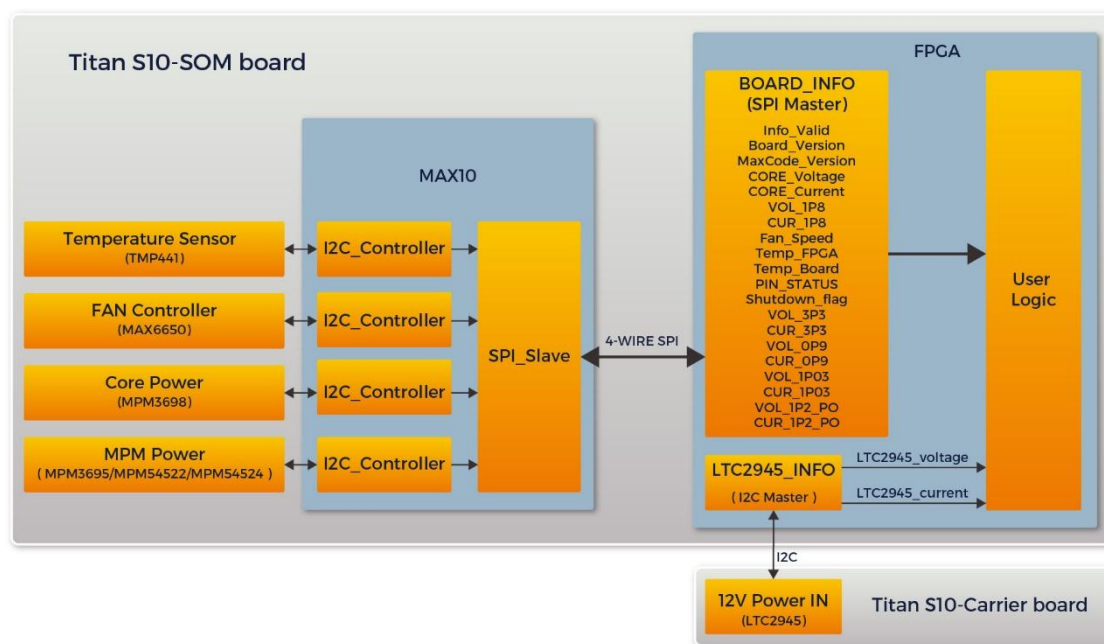 Titan S10-SOM board
MAX10
Temperature Sensor
(TMP441)
FAN Controller
(MAX6650)
Core Power
(MPM3698)
MPM Power
( MPM3695/MPM54522/MPM54524 )
I2C_Controller
I2C_Controller
I2C_Controller
I2C_Controller
SPI_Slave
4-WIRE SPI
FPGA
BOARD_INFO
(SPI Master)
Info_Valid
Board_Version
MaxCode_Version
CORE_Voltage
CORE_Current
VOL_1P8
CUR_1P8
Fan_Speed
Temp_FPGA
Temp_Board
PIN_STATUS
Shutdown_flag
VOL_3P3
CUR_3P3
VOL_0P9
CUR_0P9
VOL_1P03
CUR_1P03
VOL_1P2_PO
CUR_1P2_PO
User
Logic
LTC2945_INFO
( I2C Master )
LTC2945_voltage
LTC2945_current
I2C
12V Power IN
(LTC2945)
Titan S10-Carrier board